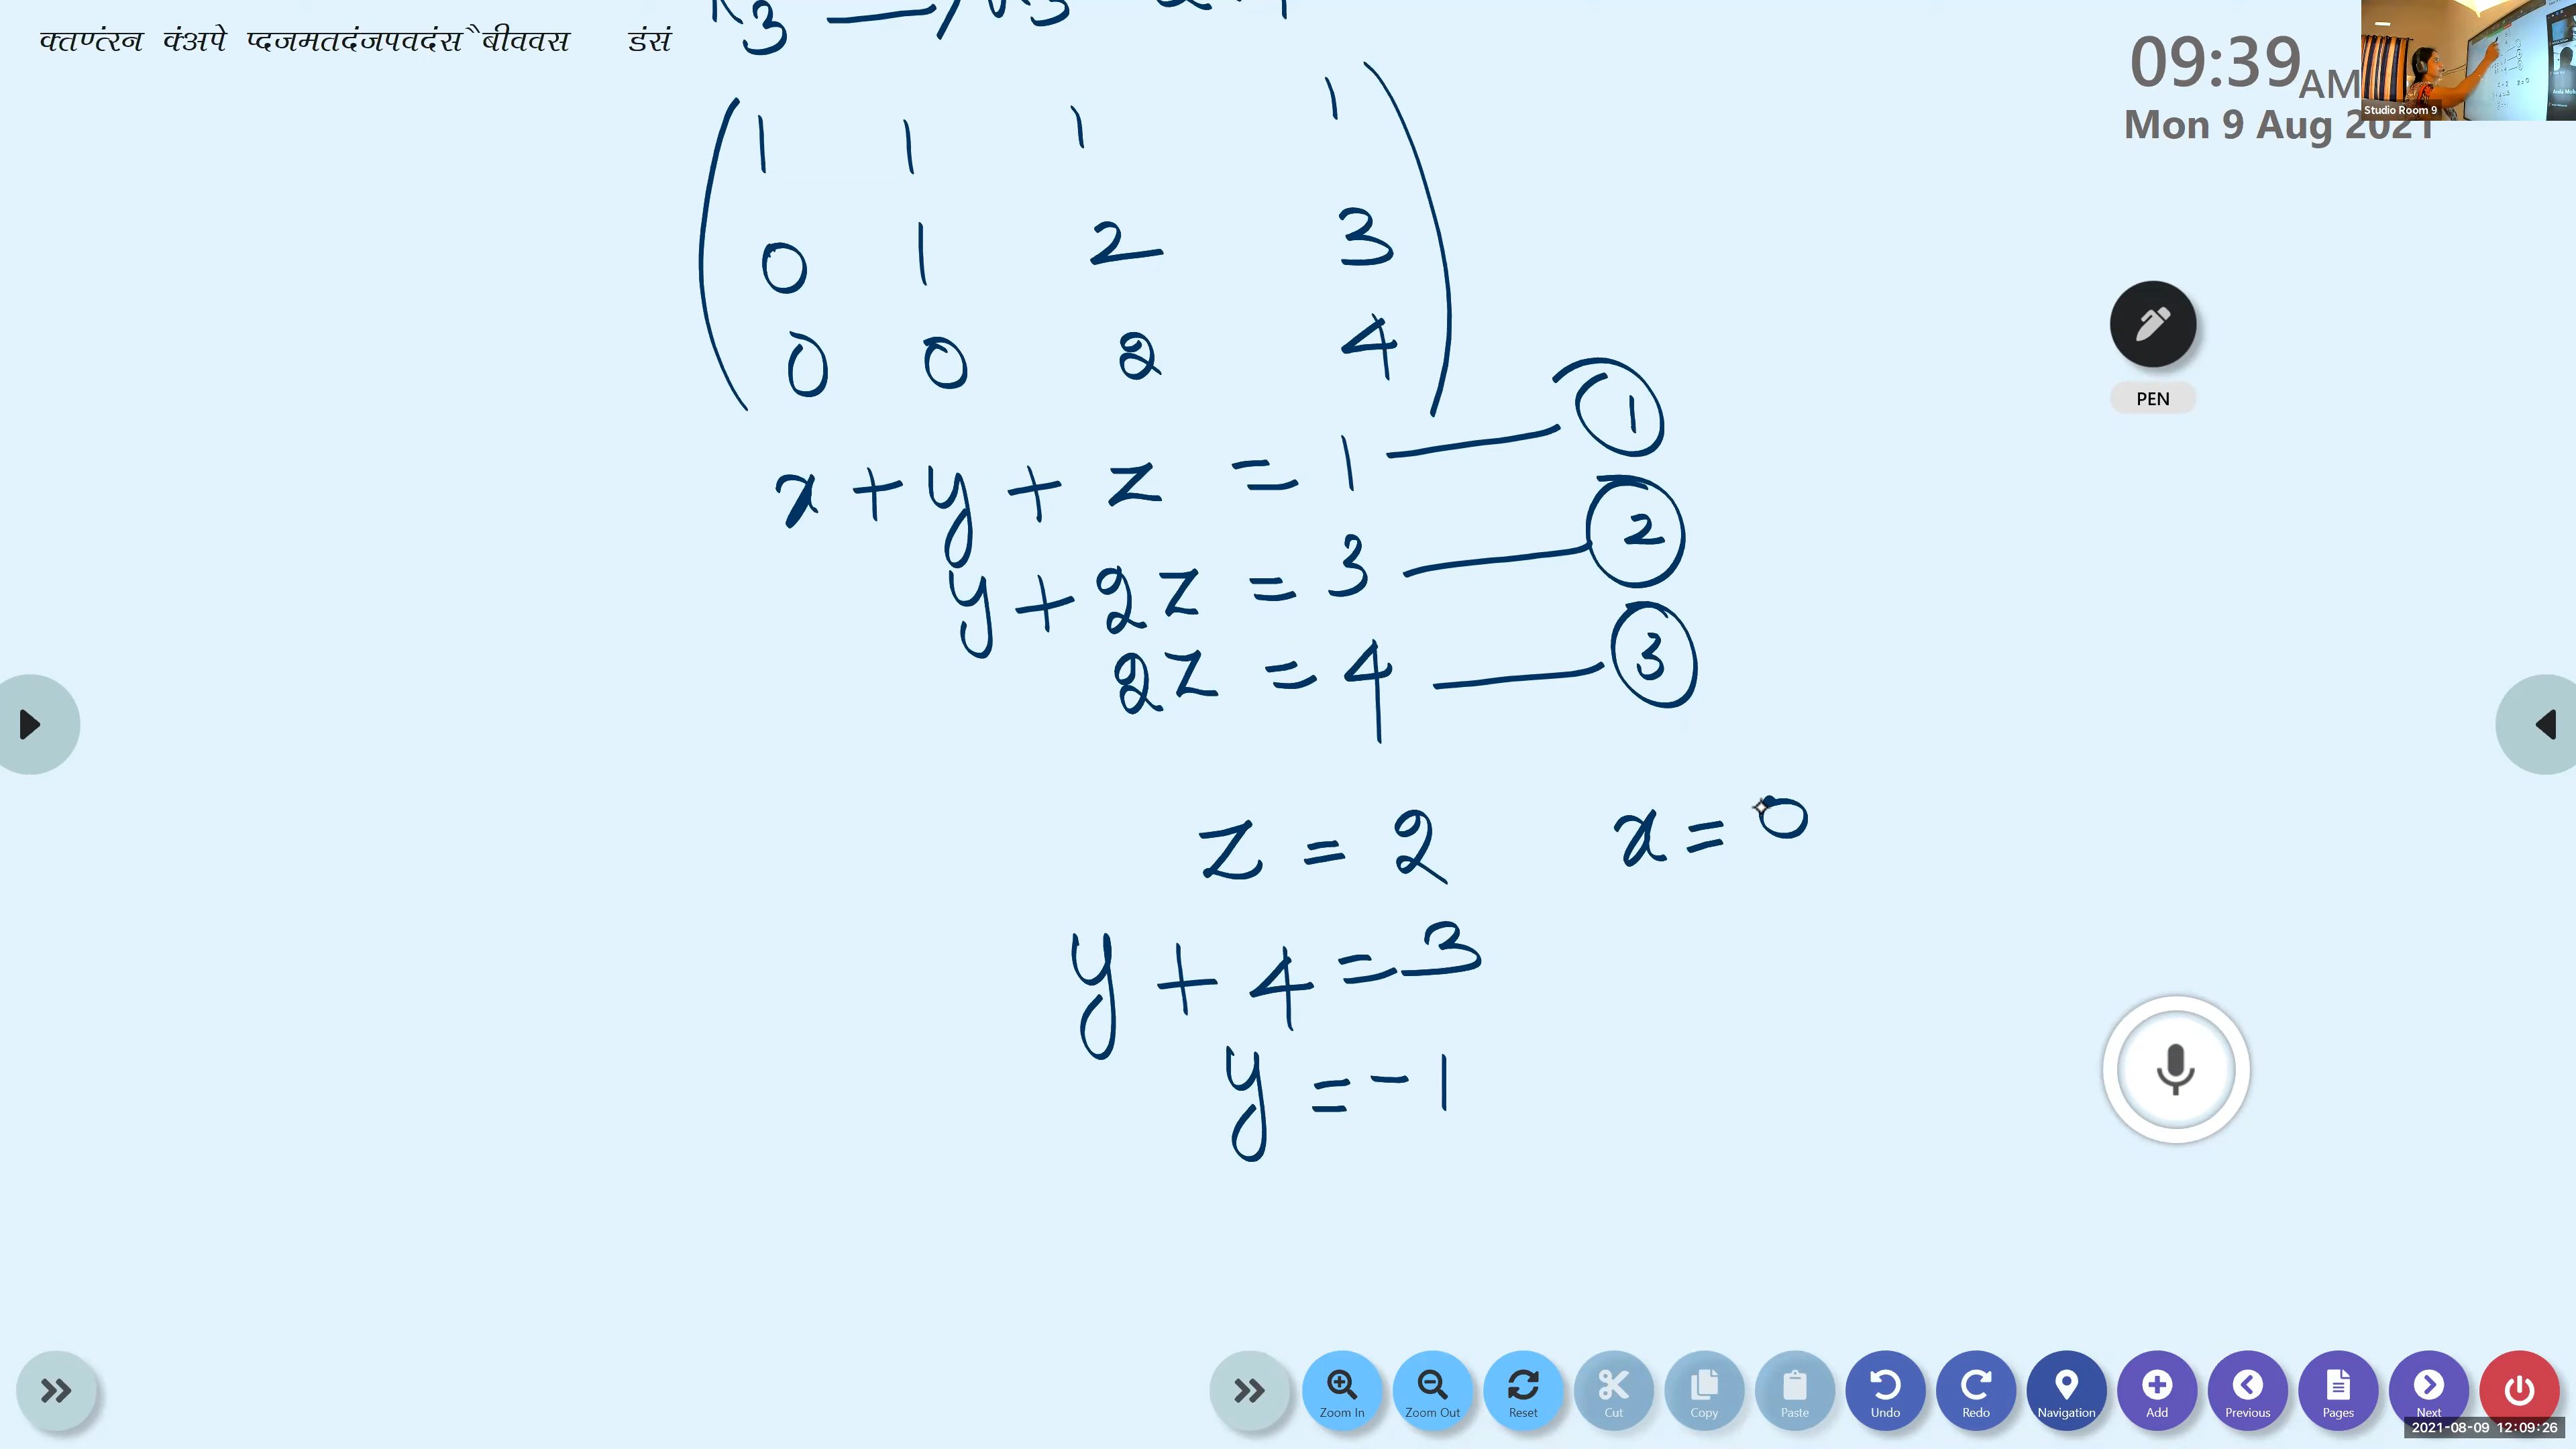 क्तण्त्ंरन क्ंअपे प्दजमतदंजपवदंस ैबीववस डंसं
09:39 AM
Mon 9 Aug 2021
Studio Room 9
1 1 1 1
0 1 2 3
0 0 2 4
PEN
x + y + z = 1 — 1
y + 2z = 3 — 2
2z = 4 — 3
z = 2 x = 0
y + 4 = 3
y = -1
Zoom In Zoom Out Reset Cut Copy Paste Undo Redo Navigation Add Previous Pages Next
2021-08-09 12:09:26